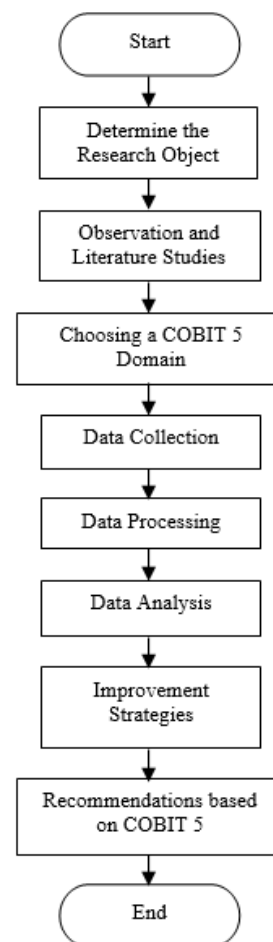 Start
Determine the
Research Object
Observation and
Literature Studies
Choosing a COBIT 5
Domain
Data Collection
Data Processing
Data Analysis
Improvement
Strategies
Recommendations based
on COBIT 5
End